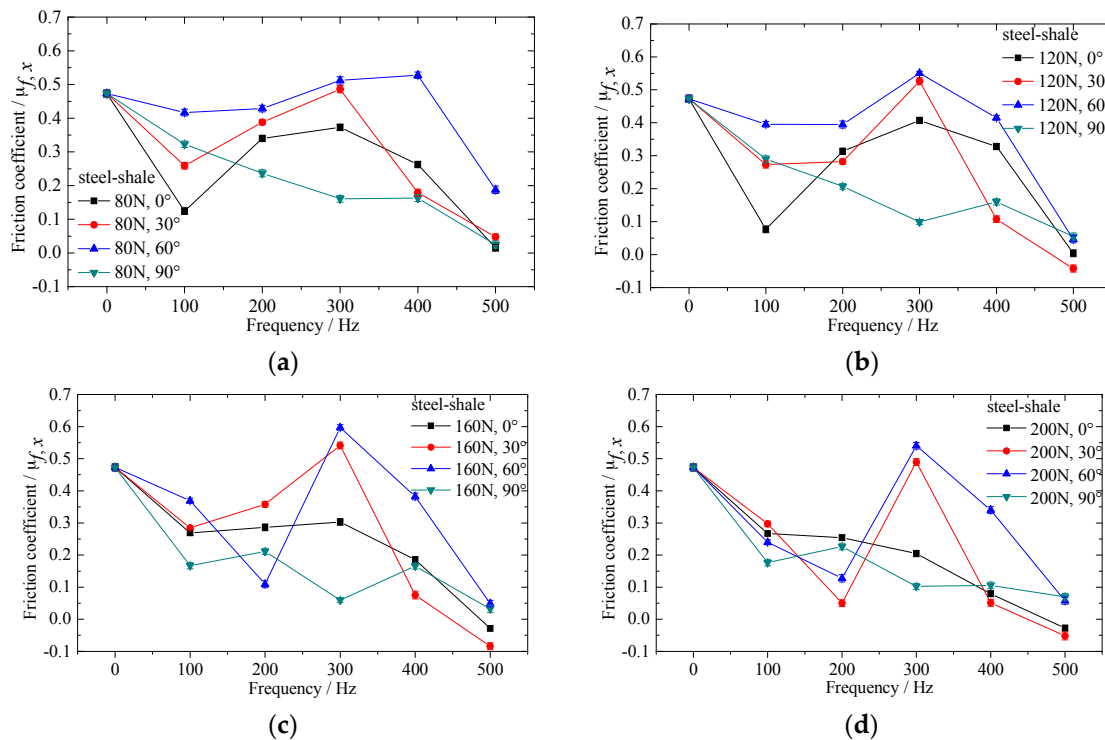 0.7
0.6
0.5
0.4
0.3
0.2
0.1
0.0
-0.1
Friction coefficient / μf, x
steel-shale
80N, 0°
80N, 30°
80N, 60°
80N, 90°
0 100 200 300 400 500
Frequency / Hz
(a)
0.7
0.6
0.5
0.4
0.3
0.2
0.1
0.0
-0.1
Friction coefficient / μf, x
steel-shale
120N, 0°
120N, 30
120N, 60
120N, 90
0 100 200 300 400 500
Frequency / Hz
(b)
0.7
0.6
0.5
0.4
0.3
0.2
0.1
0.0
-0.1
Friction coefficient / μf, x
steel-shale
160N, 0°
160N, 30°
160N, 60°
160N, 90°
0 100 200 300 400 500
Frequency / Hz
(c)
0.7
0.6
0.5
0.4
0.3
0.2
0.1
0.0
-0.1
Friction coefficient / μf, x
steel-shale
200N, 0°
200N, 30°
200N, 60°
200N, 90°
0 100 200 300 400 500
Frequency / Hz
(d)